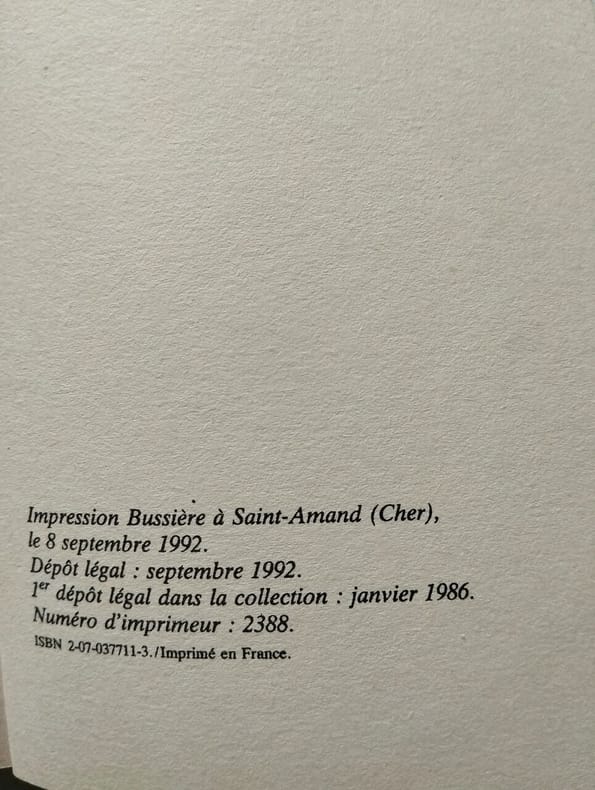 Impression Bussière à Saint-Amand (Cher),
le 8 septembre 1992.
Dépôt légal : septembre 1992.
1er dépôt légal dans la collection : janvier 1986.
Numéro d'imprimeur : 2388.
ISBN 2-07-037711-3./Imprimé en France.